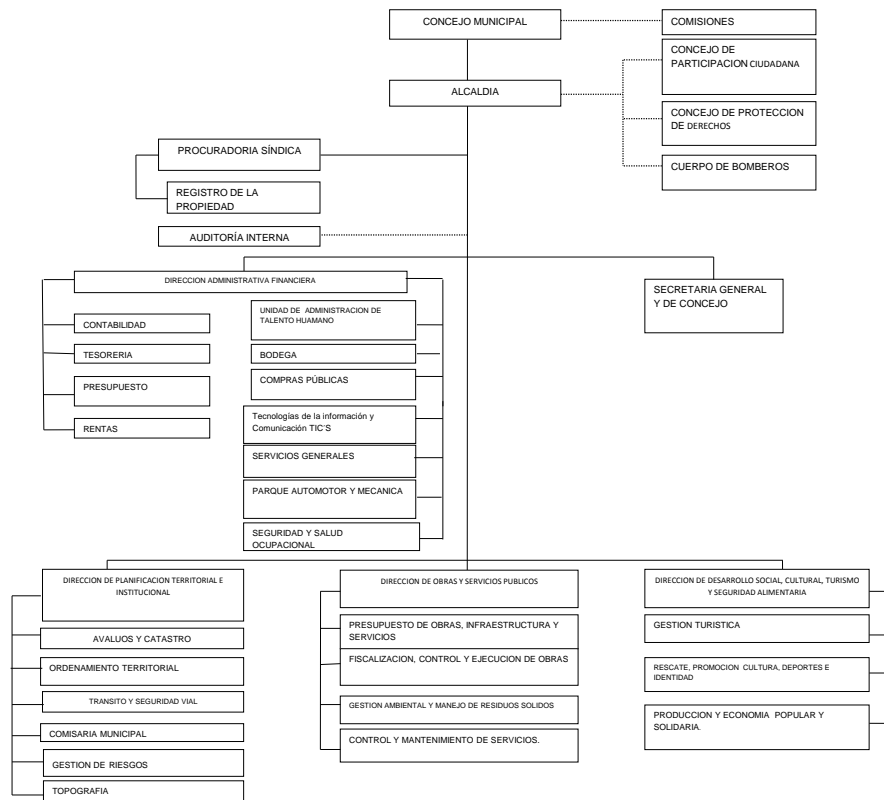 CONCEJO MUNICIPAL
COMISIONES
CONCEJO DE
PARTICIPACION CIUDADANA
ALCALDIA
CONCEJO DE PROTECCION
DE DERECHOS
CUERPO DE BOMBEROS
PROCURADORIA SÍNDICA
REGISTRO DE LA
PROPIEDAD
AUDITORÍA INTERNA
DIRECCION ADMINISTRATIVA FINANCIERA
SECRETARIA GENERAL
Y DE CONCEJO
CONTABILIDAD
TESORERIA
PRESUPUESTO
RENTAS
UNIDAD DE ADMINISTRACION DE
TALENTO HUAMANO
BODEGA
COMPRAS PÚBLICAS
Tecnologías de la información y
Comunicación TIC´S
SERVICIOS GENERALES
PARQUE AUTOMOTOR Y MECANICA
SEGURIDAD Y SALUD
OCUPACIONAL
DIRECCION DE PLANIFICACION TERRITORIAL E
INSTITUCIONAL
AVALUOS Y CATASTRO
ORDENAMIENTO TERRITORIAL
TRANSITO Y SEGURIDAD VIAL
COMISARIA MUNICIPAL
GESTION DE RIESGOS
TOPOGRAFIA
DIRECCION DE OBRAS Y SERVICIOS PUBLICOS
PRESUPUESTO DE OBRAS, INFRAESTRUCTURA Y
SERVICIOS
FISCALIZACION, CONTROL Y EJECUCION DE OBRAS
GESTION AMBIENTAL Y MANEJO DE RESIDUOS SOLIDOS
CONTROL Y MANTENIMIENTO DE SERVICIOS.
DIRECCION DE DESARROLLO SOCIAL, CULTURAL, TURISMO
Y SEGURIDAD ALIMENTARIA
GESTION TURISTICA
RESCATE, PROMOCION CULTURA, DEPORTES E
IDENTIDAD
PRODUCCION Y ECONOMIA POPULAR Y
SOLIDARIA.